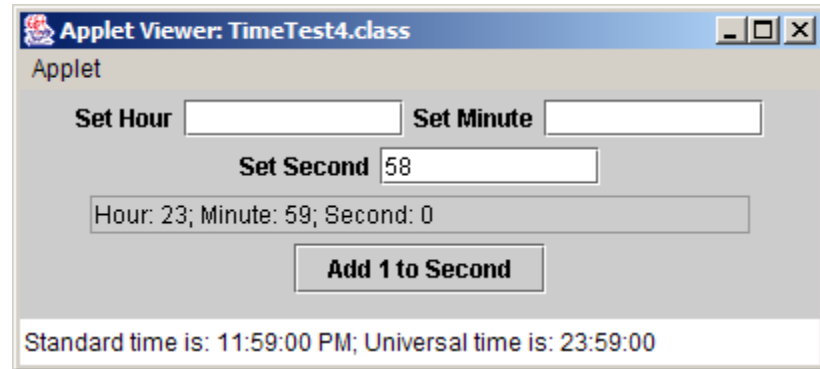 Applet Viewer: TimeTest4.class
Applet
Set Hour Set Minute
Set Second 58
Hour: 23; Minute: 59; Second: 0
Add 1 to Second
Standard time is: 11:59:00 PM; Universal time is: 23:59:00